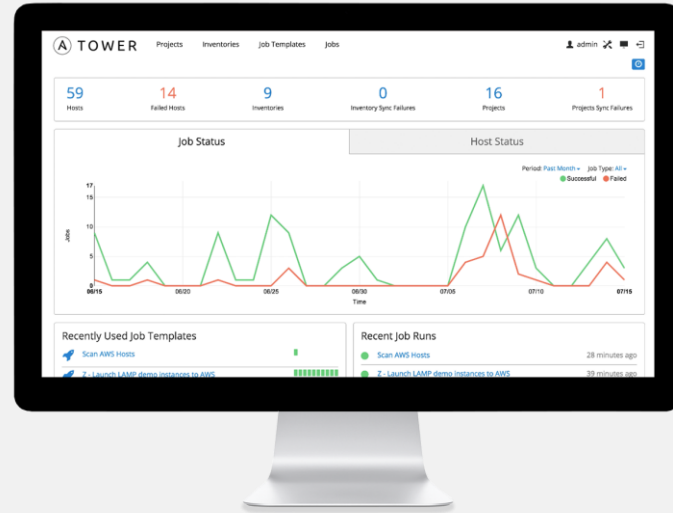 A TOWER Projects Inventories Job Templates Jobs admin
59 14 9 0 16 1
Hosts Failed Hosts Inventories Inventory Sync Failures Projects Projects Sync Failures
Job Status Host Status
Period: Past Month Job Type: All
Successful Failed
17
15
10
5
0
Jobs
06/15 06/20 06/25 06/30 07/05 07/10 07/15
Time
Recently Used Job Templates Recent Job Runs
Scan AWS Hosts Scan AWS Hosts 28 minutes ago
Z - Launch LAMP demo instances to AWS Z - Launch LAMP demo instances to AWS 39 minutes ago